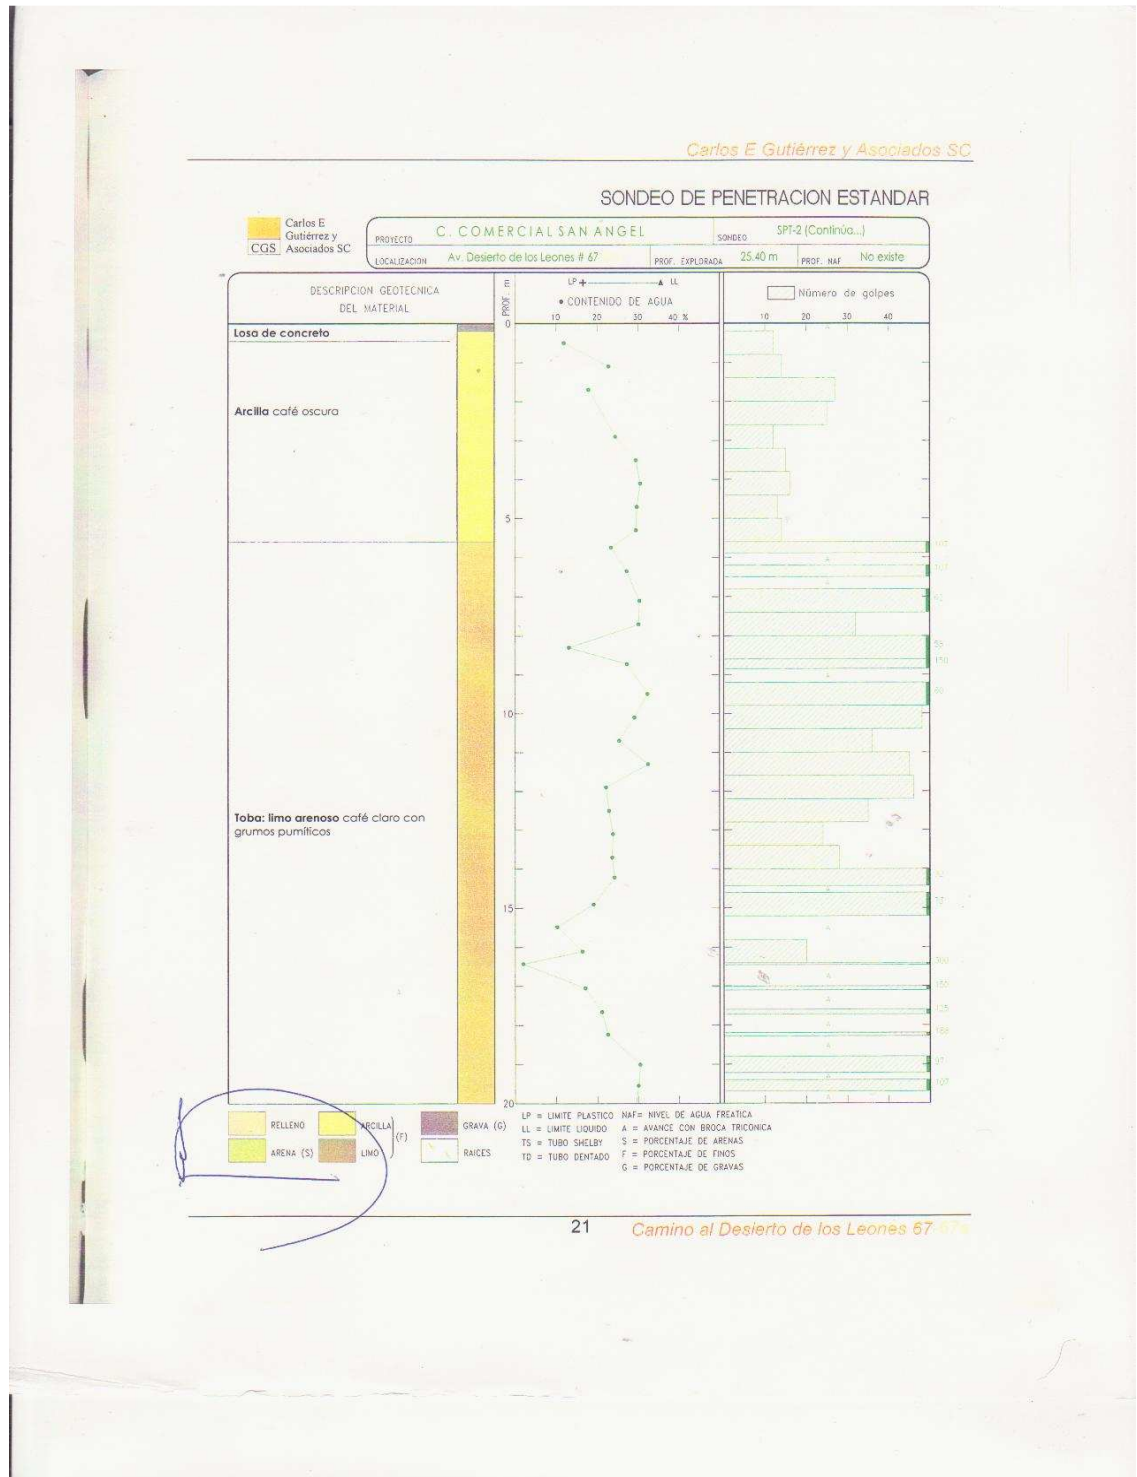 Carlos E Gutiérrez y Asociados SC
SONDEO DE PENETRACION ESTANDAR
CGS
Carlos E
Gutiérrez y
Asociados SC
PROYECTO C. COMERCIAL SAN ANGEL SONDEO SPT-2 (Continúa...)
LOCALIZACION Av. Desierto de los Leones # 67 PROF. EXPLORADA 25.40 m PROF. NAF No existe
DESCRIPCION GEOTECNICA
DEL MATERIAL
PROF. m
LP LL
CONTENIDO DE AGUA
10 20 30 40 %
Número de golpes
10 20 30 40
0
Losa de concreto
Arcilla café oscura
5
10
Toba: limo arenoso café claro con
grumos pumíticos
15
20
RELLENO ARCILLA (F) GRAVA (G)
ARENA (S) LIMO RAICES
LP = LIMITE PLASTICO NAF= NIVEL DE AGUA FREATICA
LL = LIMITE LIQUIDO A = AVANCE CON BROCA TRICONICA
TS = TUBO SHELBY S = PORCENTAJE DE ARENAS
TD = TUBO DENTADO F = PORCENTAJE DE FINOS
G = PORCENTAJE DE GRAVAS
21 Camino al Desierto de los Leones 67